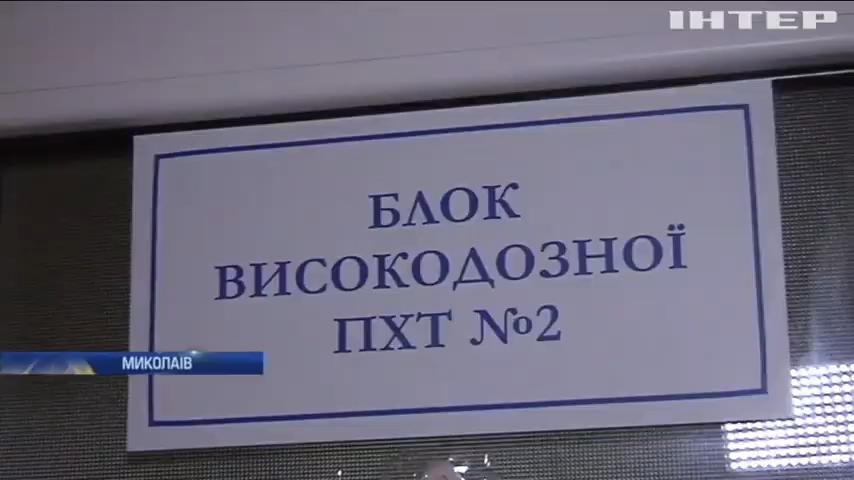 ІНТЕР
БЛОК
ВИСОКОДОЗНОЇ
ПХТ №2
МИКОЛАЇВ